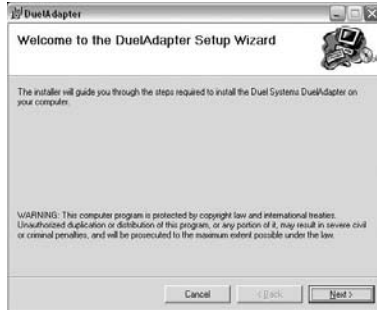 DuelAdapter
Welcome to the DuelAdapter Setup Wizard
The installer will guide you through the steps required to install the Duel Systems DuelAdapter on
your computer.
WARNING: This computer program is protected by copyright law and international treaties.
Unauthorized duplication or distribution of this program, or any portion of it, may result in severe civil
or criminal penalties, and will be prosecuted to the maximum extent possible under the law.
Cancel
< Back
Next >